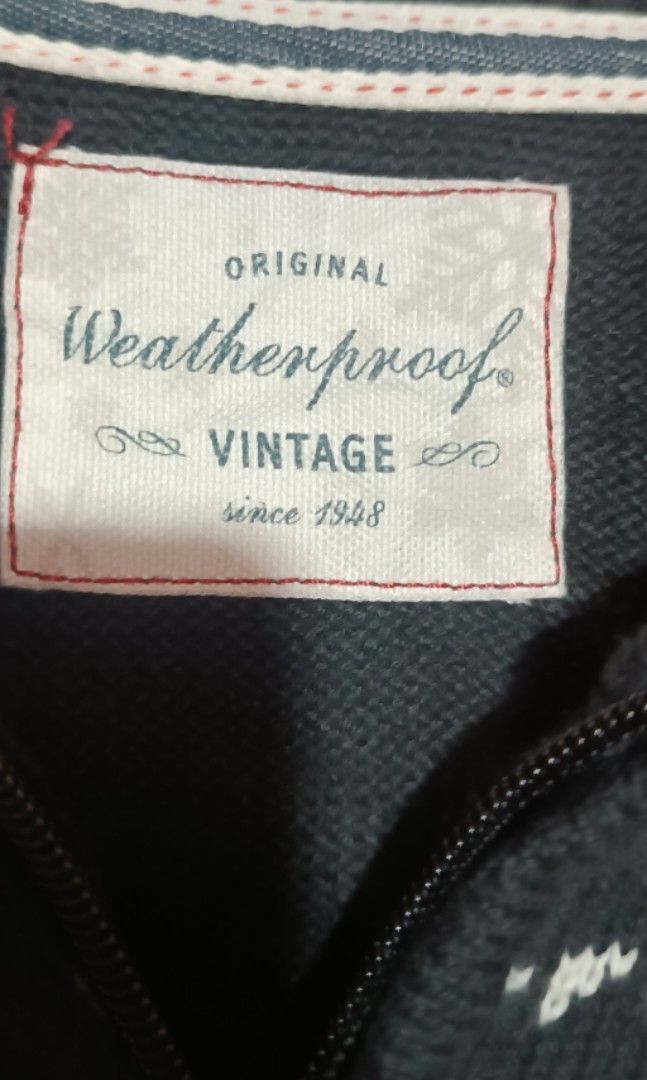 ORIGINAL
Weatherproof®
VINTAGE
since 1948